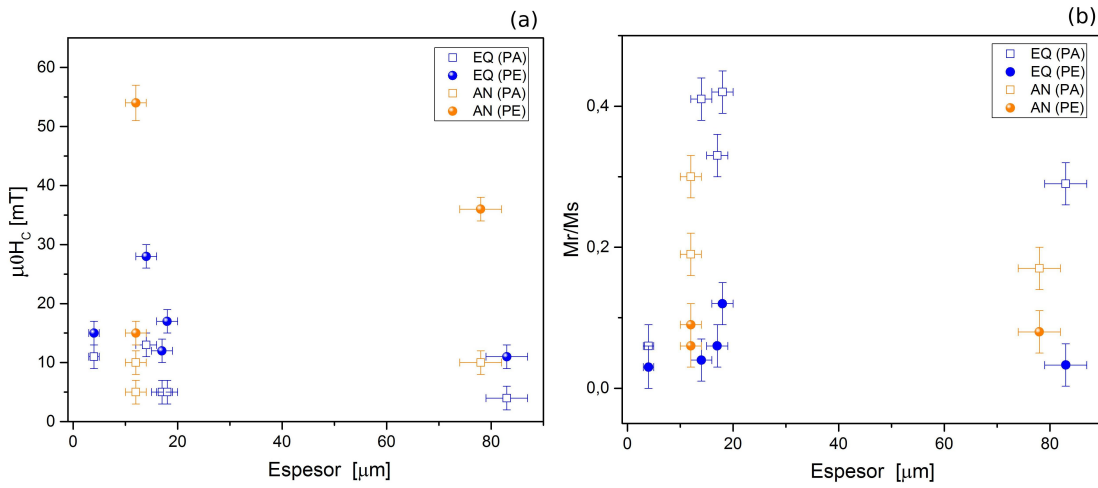 (a)
60
50
40
30
20
10
0
μ0H_C [mT]
EQ (PA)
EQ (PE)
AN (PA)
AN (PE)
0 20 40 60 80
Espesor [μm]
(b)
0,4
0,2
0,0
Mr/Ms
EQ (PA)
EQ (PE)
AN (PA)
AN (PE)
0 20 40 60 80
Espesor [μm]